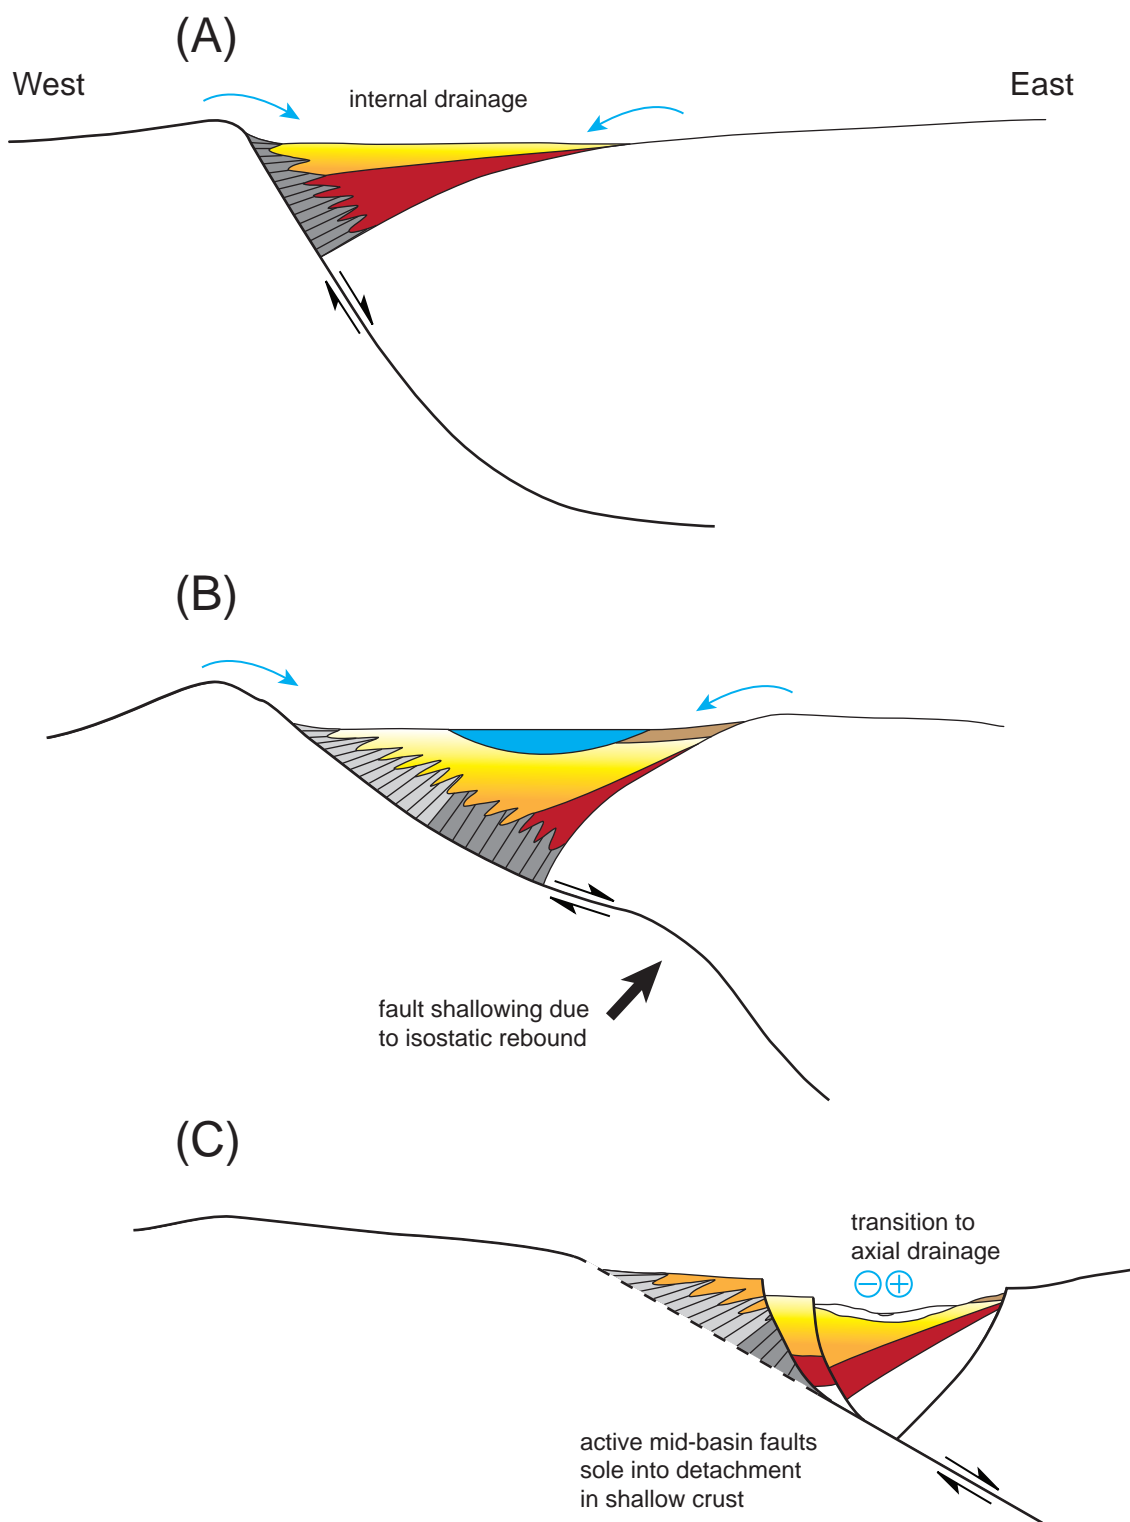 (A)
West
internal drainage
East
(B)
fault shallowing due
to isostatic rebound
(C)
transition to
axial drainage
active mid-basin faults
sole into detachment
in shallow crust